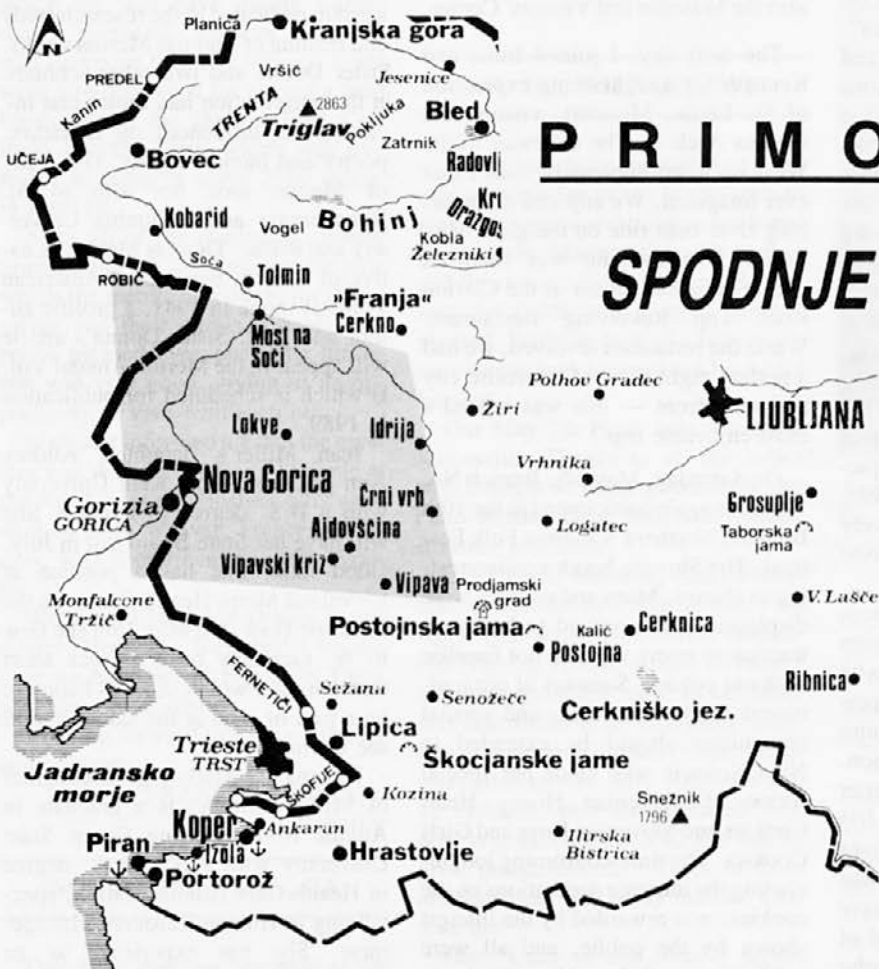 N
Planica
Kranjska gora
PREDEL
Vršič
Jesenice
Kanin
TRENTA
2863
Triglav
Pokljuka
Bled
Zatrnik
UČEJA
Bovec
Radovlj
PRIMO
Kr
Kobarid
Vogel
Bohinj
Dražgoš
Kobla
Železniki
Soča
ROBIČ
Tolmin
SPODNJE
"Franja"
Cerkno
Most na
Soči
Polhov Gradec
Žiri
LJUBLJANA
Lokve
Idrija
Vrhnika
Nova Gorica
Črni vrh
Grosuplje
Gorizia
GORICA
Ajdovščina
Logatec
Taborska
jama
Vipavski križ
Vipava
Prodjamski
grad
V. Lašče
Monfalcone
Tržič
Postojnska jama
Kalič
Cerknica
Postojna
FERNETIČI
Ribnica
Sežana
Senožeče
Cerkniško jez.
Lipica
Trieste
TRST
Škocjanske jame
Jadransko
morje
ŠKOFIJE
Kozina
Snežnik
1796
Koper
Ankaran
Ilirska
Bistrica
Piran
Izola
Hrastovlje
Portorož